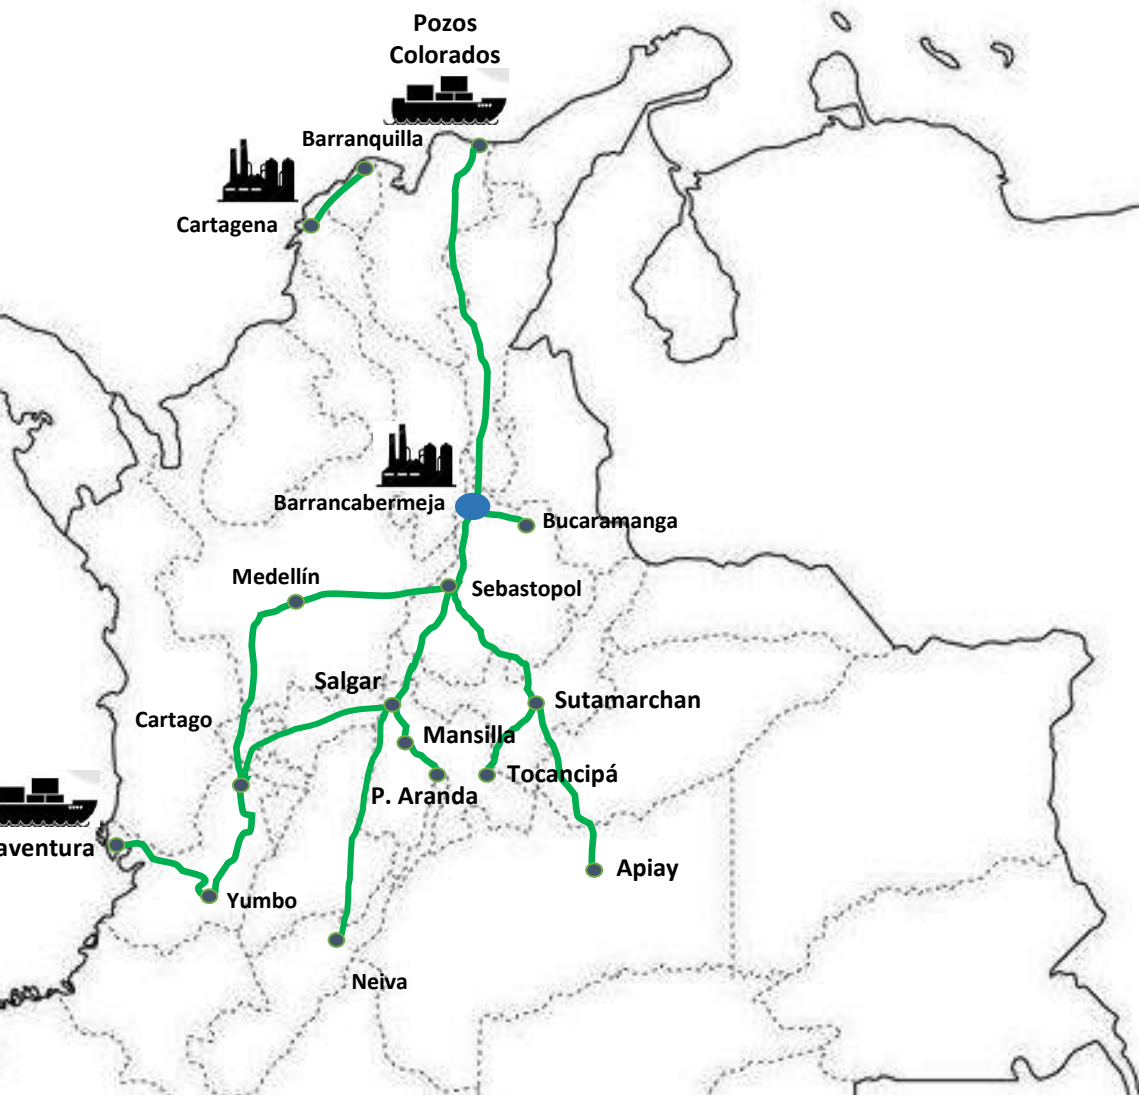 Pozos
Colorados
Barranquilla
Cartagena
Barrancabermeja
Bucaramanga
Medellín
Sebastopol
Salgar
Sutamarchan
Cartago
Mansilla
Tocancipá
P. Aranda
aventura
Apiay
Yumbo
Neiva